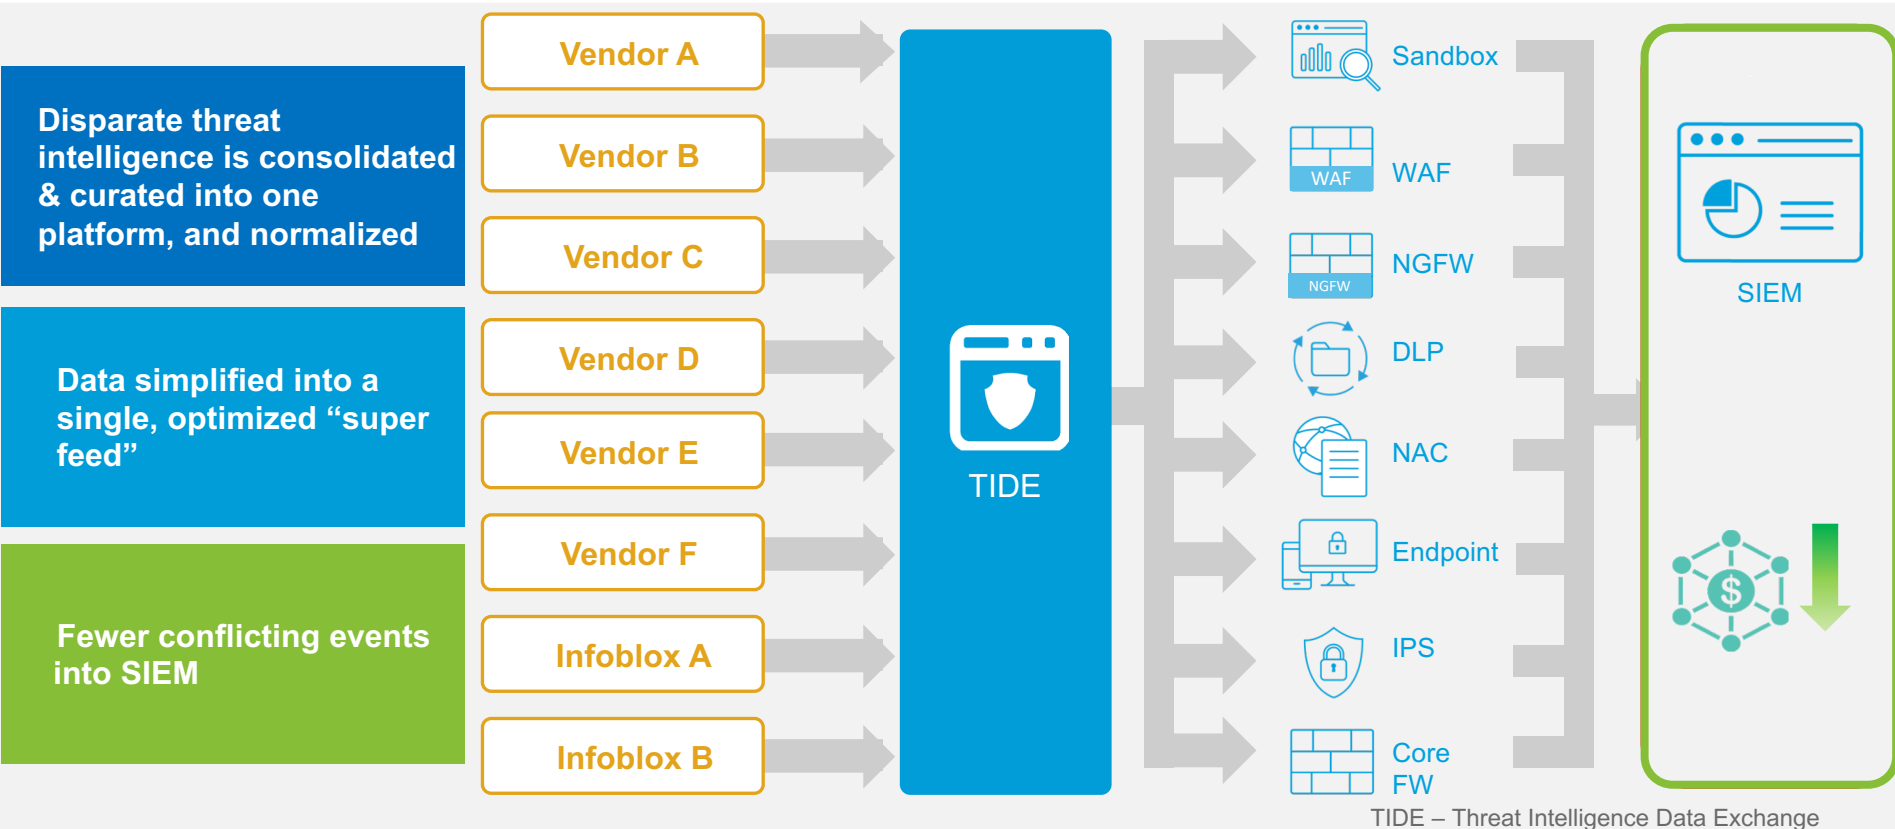 Disparate threat
intelligence is consolidated
& curated into one
platform, and normalized
Data simplified into a
single, optimized “super
feed”
Fewer conflicting events
into SIEM
Vendor A
Vendor B
Vendor C
Vendor D
Vendor E
Vendor F
Infoblox A
Infoblox B
TIDE
Sandbox
WAF
WAF
NGFW
NGFW
DLP
NAC
Endpoint
IPS
Core
FW
SIEM
$
TIDE – Threat Intelligence Data Exchange